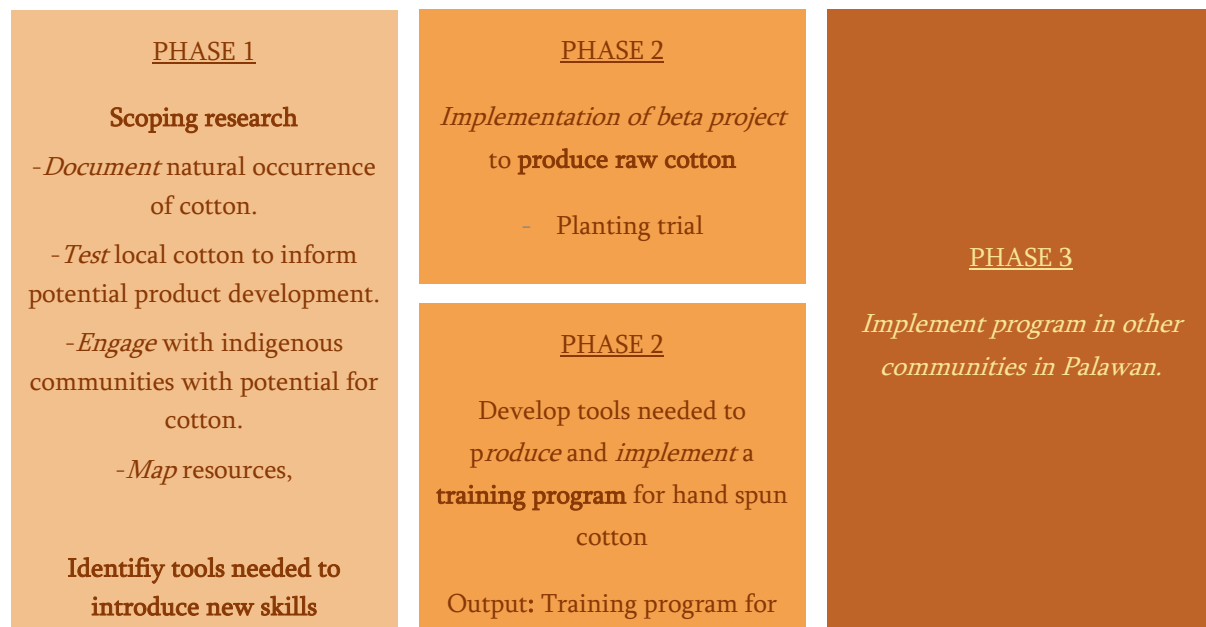 PHASE 1
Scoping research
-Document natural occurrence
of cotton.
-Test local cotton to inform
potential product development.
-Engage with indigenous
communities with potential for
cotton.
-Map resources,
Identifiy tools needed to
introduce new skills
PHASE 2
Implementation of beta project
to produce raw cotton
- Planting trial
PHASE 2
Develop tools needed to
produce and implement a
training program for hand spun
cotton
Output: Training program for
PHASE 3
Implement program in other
communities in Palawan.